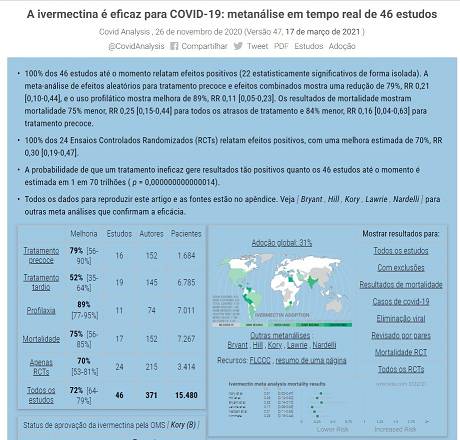 A ivermectina é eficaz para COVID-19: metanálise em tempo real de 46 estudos
Covid Analysis , 26 de novembro de 2020 (Versão 47, 17 de março de 2021 )
@CovidAnalysis Compartilhar Tweet PDF Estudos Adoção
• 100% dos 46 estudos até o momento relatam efeitos positivos (22 estatisticamente significativos de forma isolada). A
meta-análise de efeitos aleatórios para tratamento precoce e efeitos combinados mostra uma redução de 79%, RR 0,21
[0,10-0,44], e o uso profilático mostra melhora de 89%, RR 0,11 [0,05-0,23]. Os resultados de mortalidade mostram
mortalidade 75% menor, RR 0,25 [0,15-0,44] para todos os atrasos de tratamento e 84% menor, RR 0,16 [0,04-0,63] para
tratamento precoce.
• 100% dos 24 Ensaios Controlados Randomizados (RCTs) relatam efeitos positivos, com uma melhora estimada de 70%, RR
0,30 [0,19-0,47].
• A probabilidade de que um tratamento ineficaz gere resultados tão positivos quanto os 46 estudos até o momento é
estimada em 1 em 70 trilhões ( p = 0,000000000000014).
• Todos os dados para reproduzir este artigo e as fontes estão no apêndice. Veja [ Bryant , Hill , Kory , Lawrie , Nardelli ] para
outras meta análises que confirmam a eficácia.
Melhoria Estudos Autores Pacientes
Tratamento precoce 79% [56-90%] 16 152 1.684
Tratamento tardio 52% [35-64%] 19 145 6.785
Profilaxia 89% [77-95%] 11 74 7.011
Mortalidade 75% [56-85%] 17 152 7.267
Apenas RCTs 70% [53-81%] 24 215 3.414
Todos os estudos 72% [64-79%] 46 371 15.480
Adoção global: 31%
IVERMECTIN ADOPTION
Outras metanálises
Bryant , Hill , Kory , Lawrie , Nardelli
Recursos: FLCCC , resumo de uma página
Ivermectin meta analysis mortality results
Lower Risk Increased Risk
Mostrar resultados para:
Todos os estudos
Com exclusões
Resultados de mortalidade
Casos de covid-19
Eliminação viral
Revisado por pares
Mortalidade RCT
Todos os RCTs
Status de aprovação da ivermectina pela OMS [ Kory (B) ]